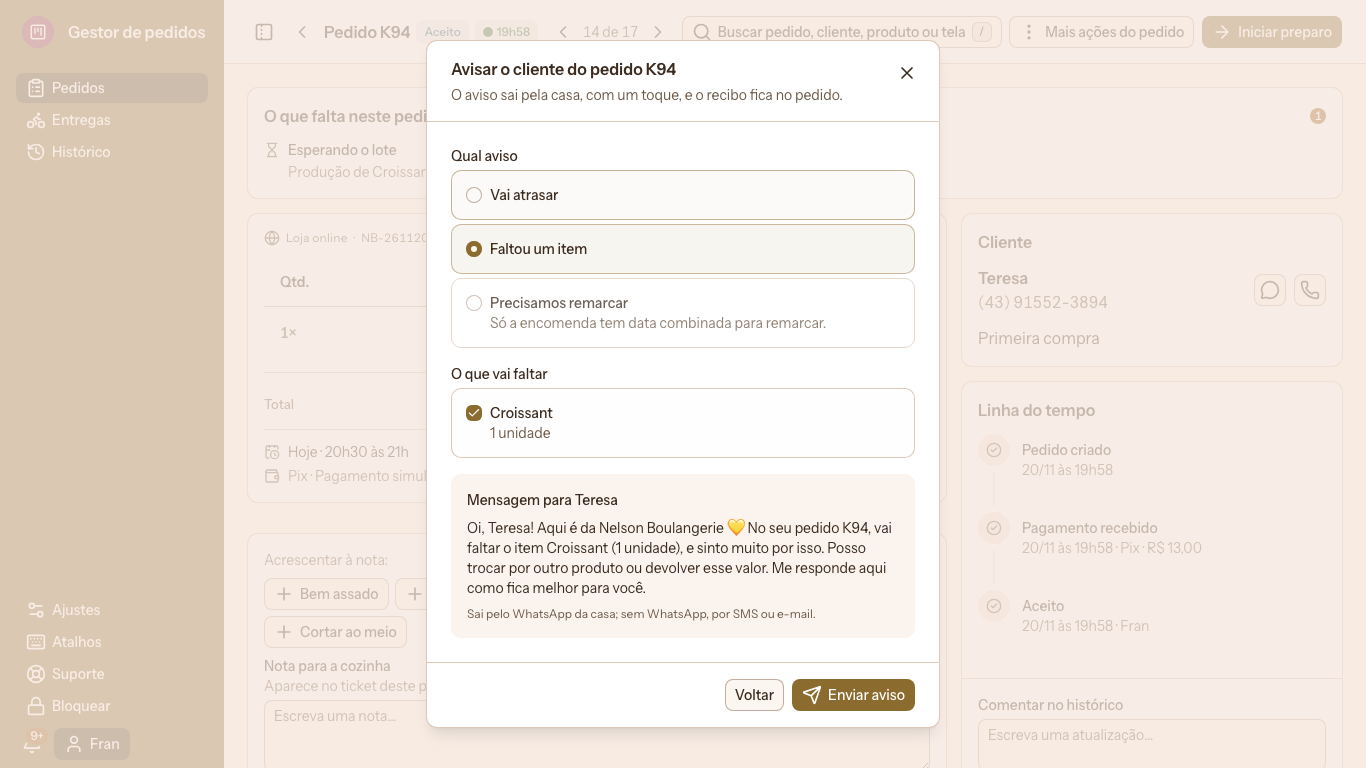 Gestor de pedidos
Pedido K94
Aceito
19h58
14 de 17
Buscar pedido, cliente, produto ou tela
/
Mais ações do pedido
Iniciar preparo
Pedidos
Entregas
Histórico
Ajustes
Atalhos
Suporte
Bloquear
9+
Fran
O que falta neste pedi
1
Esperando o lote
Produção de Croissan
Loja online · NB-261120
Qtd.
1×
Total
Hoje · 20h30 às 21h
Pix · Pagamento simul
Acrescentar à nota:
Bem assado
Cortar ao meio
Nota para a cozinha
Aparece no ticket deste p
Escreva uma nota...
Avisar o cliente do pedido K94
O aviso sai pela casa, com um toque, e o recibo fica no pedido.
Qual aviso
Vai atrasar
Faltou um item
Precisamos remarcar
Só a encomenda tem data combinada para remarcar.
O que vai faltar
Croissant
1 unidade
Mensagem para Teresa
Oi, Teresa! Aqui é da Nelson Boulangerie 💛 No seu pedido K94, vai
faltar o item Croissant (1 unidade), e sinto muito por isso. Posso
trocar por outro produto ou devolver esse valor. Me responde aqui
como fica melhor para você.
Sai pelo WhatsApp da casa; sem WhatsApp, por SMS ou e-mail.
Voltar
Enviar aviso
Cliente
Teresa
(43) 91552-3894
Primeira compra
Linha do tempo
Pedido criado
20/11 às 19h58
Pagamento recebido
20/11 às 19h58 · Pix · R$ 13,00
Aceito
20/11 às 19h58 · Fran
Comentar no histórico
Escreva uma atualização...